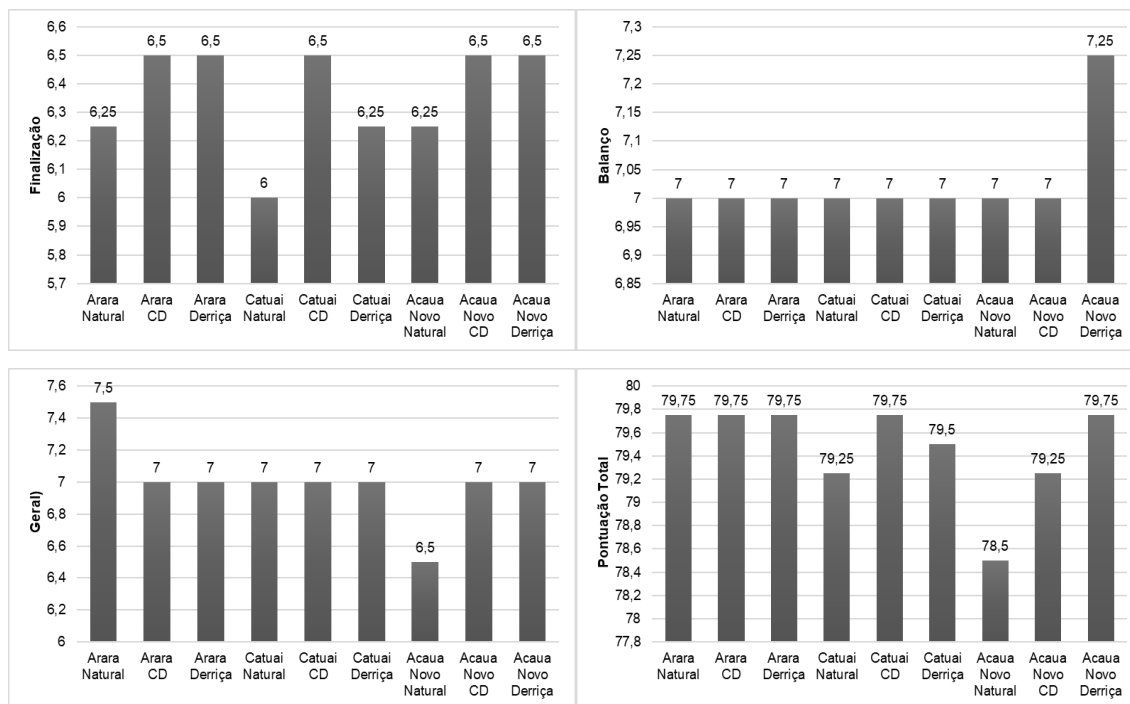 Finalização
6,6
6,5
6,4
6,3
6,2
6,1
6
5,9
5,8
5,7
6,25
6,5
6,5
6
6,5
6,25
6,25
6,5
6,5
Arara Natural
Arara CD
Arara Derriça
Catuai Natural
Catuai CD
Catuai Derriça
Acaua Novo Natural
Acaua Novo CD
Acaua Novo Derriça
Balanço
7,3
7,25
7,2
7,15
7,1
7,05
7
6,95
6,9
6,85
7
7
7
7
7
7
7
7
7,25
Arara Natural
Arara CD
Arara Derriça
Catuai Natural
Catuai CD
Catuai Derriça
Acaua Novo Natural
Acaua Novo CD
Acaua Novo Derriça
Geral)
7,6
7,4
7,2
7
6,8
6,6
6,4
6,2
6
7,5
7
7
7
7
7
6,5
7
7
Arara Natural
Arara CD
Arara Derriça
Catuai Natural
Catuai CD
Catuai Derriça
Acaua Novo Natural
Acaua Novo CD
Acaua Novo Derriça
Pontuação Total
80
79,8
79,6
79,4
79,2
79
78,8
78,6
78,4
78,2
78
77,8
79,75
79,75
79,75
79,25
79,75
79,5
78,5
79,25
79,75
Arara Natural
Arara CD
Arara Derriça
Catuai Natural
Catuai CD
Catuai Derriça
Acaua Novo Natural
Acaua Novo CD
Acaua Novo Derriça